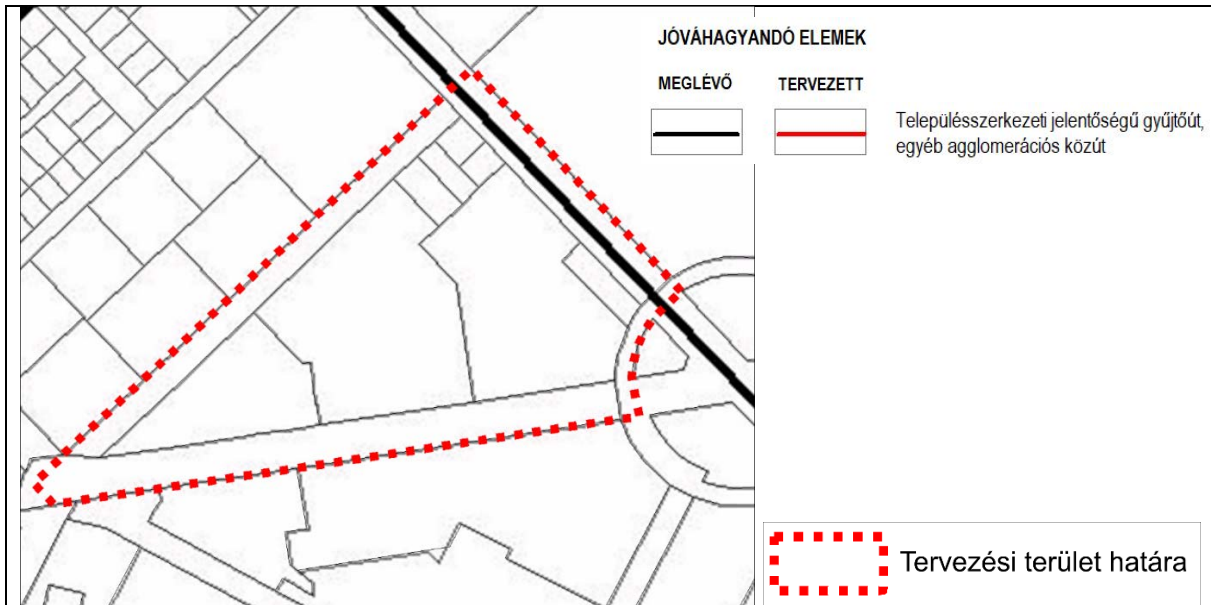 JÓVÁHAGYANDÓ ELEMEK
MEGLÉVŐ TERVEZETT
Településszerkezeti jelentőségű gyűjtőút,
egyéb agglomerációs közút
Tervezési terület határa